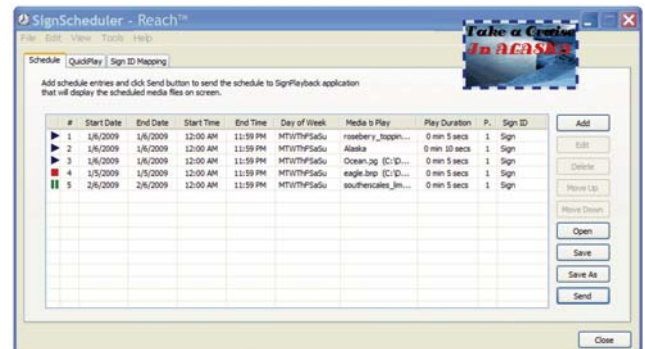 SignScheduler - Reach™
File Edit View Tools Help
Take a Cruise
In ALASKA
Schedule QuickPlay Sign ID Mapping
Add schedule entries and click Send button to send the schedule to SignPlayback application
that will display the scheduled media files on screen.
# Start Date End Date Start Time End Time Day of Week Media to Play Play Duration P. Sign ID
1 1/6/2009 1/6/2009 12:00 AM 11:59 PM MTWThFSaSu rosebery_toppin... 0 min 5 secs 1 Sign
2 1/6/2009 1/6/2009 12:00 AM 11:59 PM MTWThFSaSu Alaska 0 min 10 secs 1 Sign
3 1/6/2009 1/6/2009 12:00 AM 11:59 PM MTWThFSaSu Ocean.jpg (C:\D... 0 min 5 secs 1 Sign
4 1/5/2009 1/5/2009 12:00 AM 11:59 PM MTWThFSaSu eagle.bmp (C:\D... 0 min 5 secs 1 Sign
5 2/6/2009 2/6/2009 12:00 AM 11:59 PM MTWThFSaSu southerncales_lim... 0 min 5 secs 1 Sign
Add
Edit
Delete
Move Up
Move Down
Open
Save
Save As
Send
Close